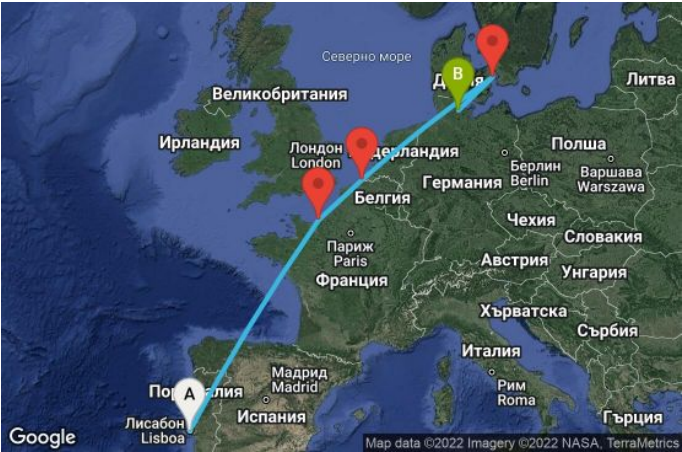 Северно море
Великобритания
Литва
Ирландия
Лондон
London
Полша
Берлин
Berlin
Варшава
Warszawa
Германия
Белгия
Чехия
Словакия
Париж
Paris
Австрия
Унгария
Франция
Хърватска
Сърбия
Италия
Мадрид
Madrid
Рим
Roma
Лисабон
Lisboa
Испания
Гърция
A
B
Google
Map data ©2022 Imagery ©2022 NASA, TerraMetrics